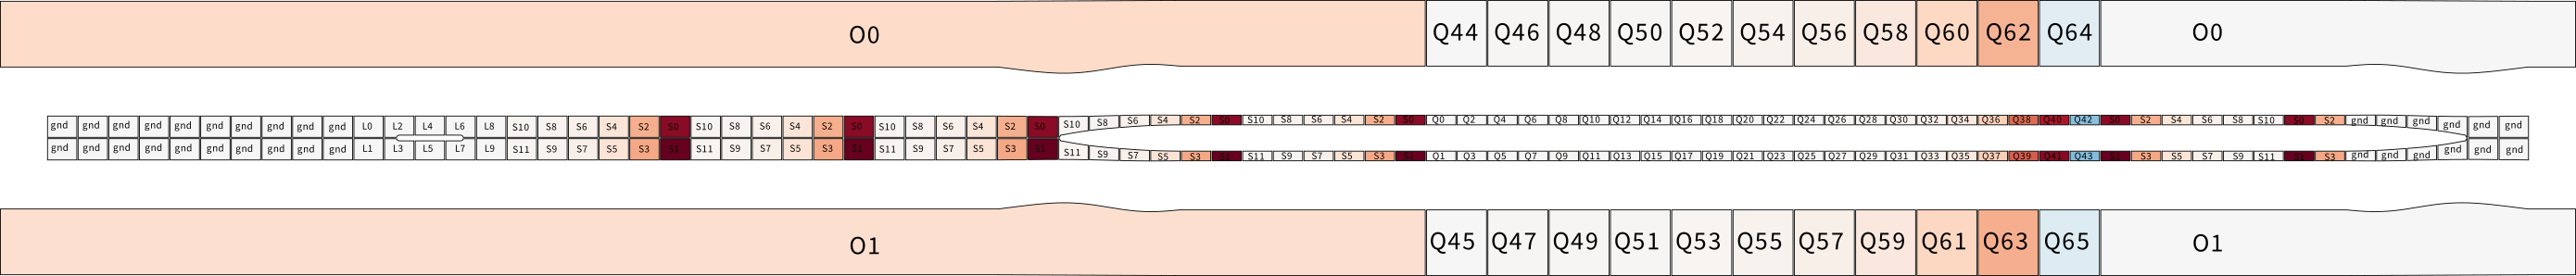 O0 Q44 Q46 Q48 Q50 Q52 Q54 Q56 Q58 Q60 Q62 Q64 O0
gnd gnd gnd gnd gnd gnd gnd gnd gnd gnd L0 L2 L4 L6 L8 S10 S8 S6 S4 S2 S0 S10 S8 S6 S4 S2 S0 S10 S8 S6 S4 S2 S0 S10 S8 S6 S4 S2 S0 S10 S8 S6 S4 S2 S0 Q0 Q2 Q4 Q6 Q8 Q10 Q12 Q14 Q16 Q18 Q20 Q22 Q24 Q26 Q28 Q30 Q32 Q34 Q36 Q38 Q40 Q42 S0 S2 S4 S6 S8 S10 S0 S2 gnd gnd gnd gnd gnd gnd
gnd gnd gnd gnd gnd gnd gnd gnd gnd gnd L1 L3 L5 L7 L9 S11 S9 S7 S5 S3 S1 S11 S9 S7 S5 S3 S1 S11 S9 S7 S5 S3 S1 S11 S9 S7 S5 S3 S1 S11 S9 S7 S5 S3 S1 Q1 Q3 Q5 Q7 Q9 Q11 Q13 Q15 Q17 Q19 Q21 Q23 Q25 Q27 Q29 Q31 Q33 Q35 Q37 Q39 Q41 Q43 S1 S3 S5 S7 S9 S11 S1 S3 gnd gnd gnd gnd gnd gnd
O1 Q45 Q47 Q49 Q51 Q53 Q55 Q57 Q59 Q61 Q63 Q65 O1